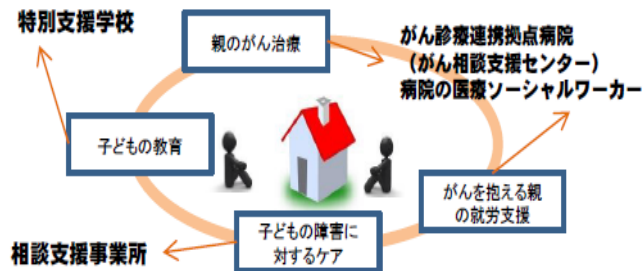 特別支援学校
親のがん治療
がん診療連携拠点病院
（がん相談支援センター）
病院の医療ソーシャルワーカー
子どもの教育
がんを抱える親
の就労支援
子どもの障害に
対するケア
相談支援事業所